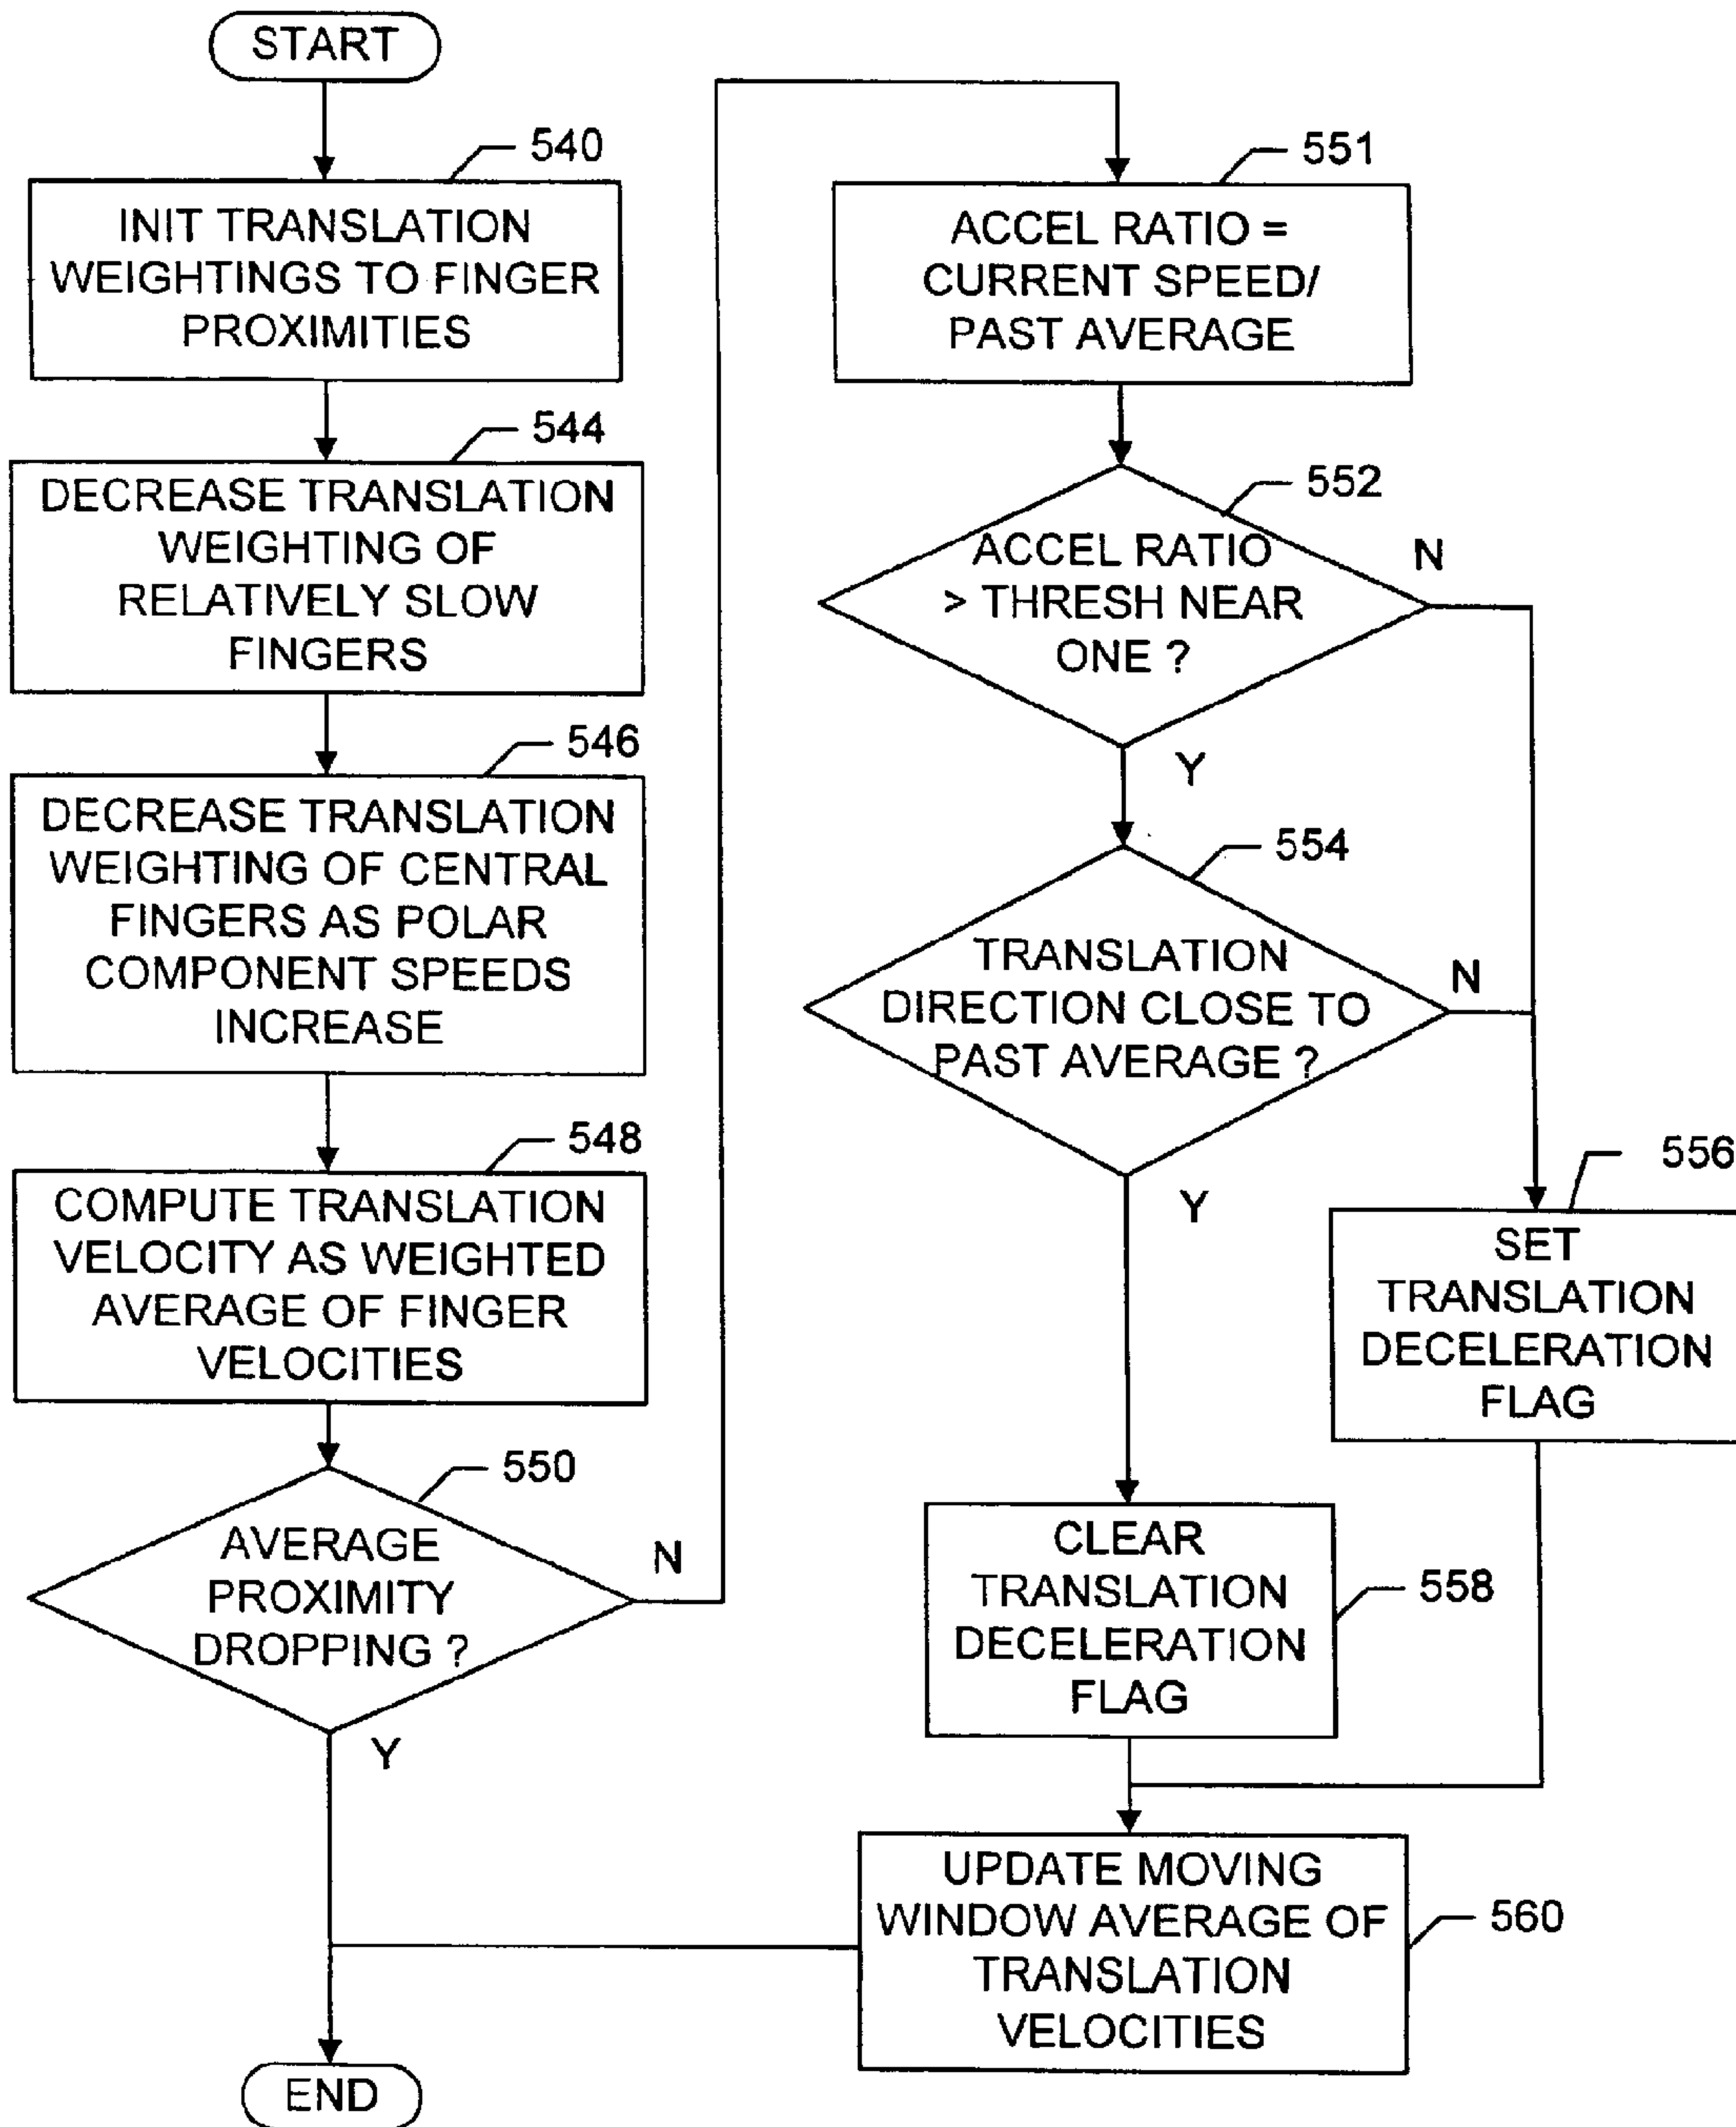 START
540
INIT TRANSLATION
WEIGHTINGS TO FINGER
PROXIMITIES
544
DECREASE TRANSLATION
WEIGHTING OF
RELATIVELY SLOW
FINGERS
546
DECREASE TRANSLATION
WEIGHTING OF CENTRAL
FINGERS AS POLAR
COMPONENT SPEEDS
INCREASE
548
COMPUTE TRANSLATION
VELOCITY AS WEIGHTED
AVERAGE OF FINGER
VELOCITIES
550
AVERAGE
PROXIMITY
DROPPING ?
N
Y
END
551
ACCEL RATIO =
CURRENT SPEED/
PAST AVERAGE
552
ACCEL RATIO
> THRESH NEAR
ONE ?
N
Y
554
TRANSLATION
DIRECTION CLOSE TO
PAST AVERAGE ?
N
Y
556
SET
TRANSLATION
DECELERATION
FLAG
CLEAR
TRANSLATION
DECELERATION
FLAG
558
UPDATE MOVING
WINDOW AVERAGE OF
TRANSLATION
VELOCITIES
560